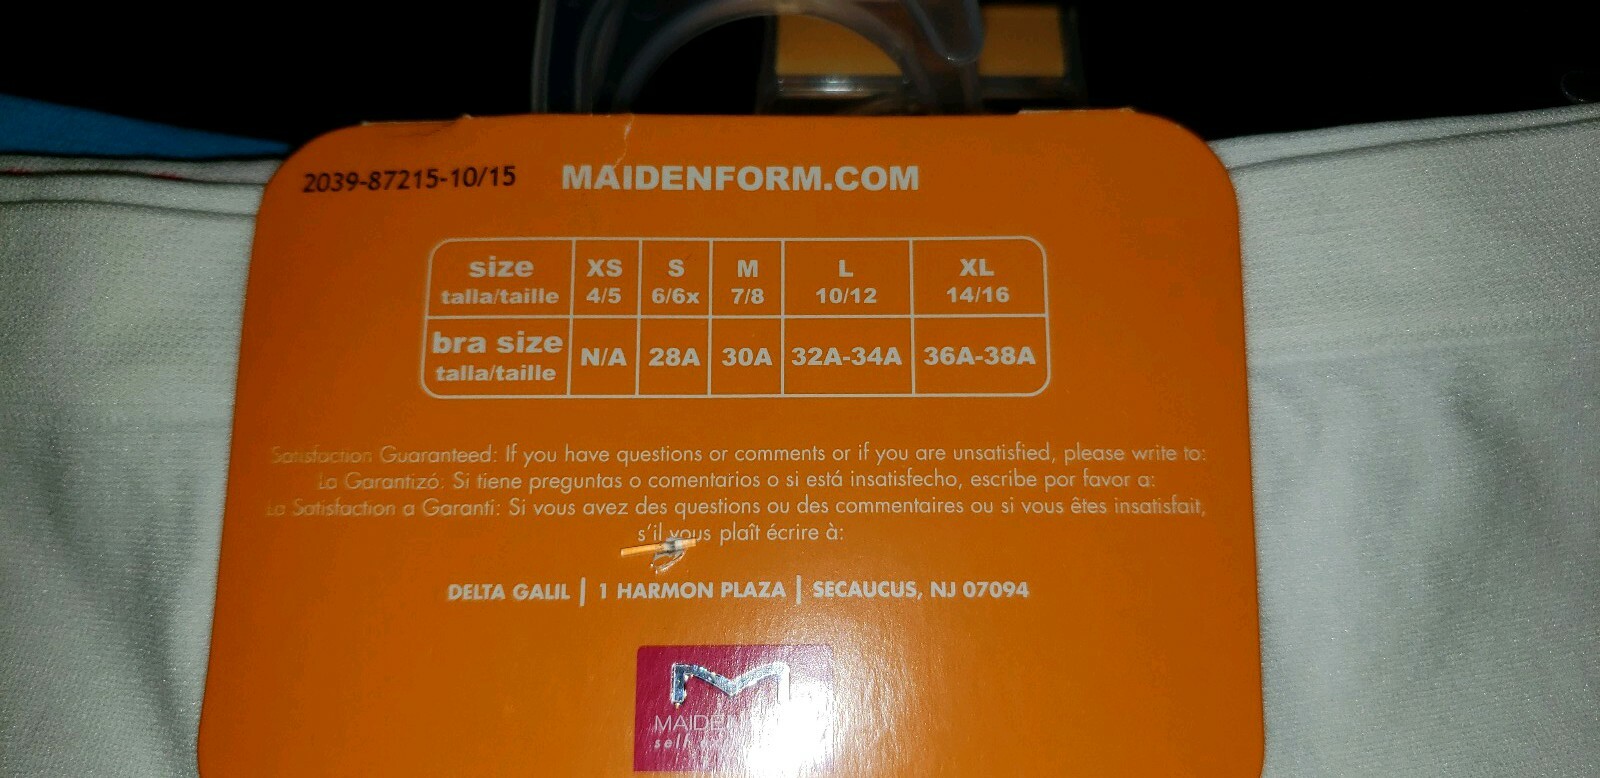 2039-87215-10/15 MAIDENFORM.COM
size XS S M L XL
talla/taille 4/5 6/6x 7/8 10/12 14/16
bra size N/A 28A 30A 32A-34A 36A-38A
talla/taille
Satisfaction Guaranteed: If you have questions or comments or if you are unsatisfied, please write to:
La Garantizó: Si tiene preguntas o comentarios o si está insatisfecho, escribe por favor a:
La Satisfaction a Garanti: Si vous avez des questions ou des commentaires ou si vous êtes insatisfait,
s'il vous plaît écrire à:
DELTA GALIL | 1 HARMON PLAZA | SECAUCUS, NJ 07094
M
self